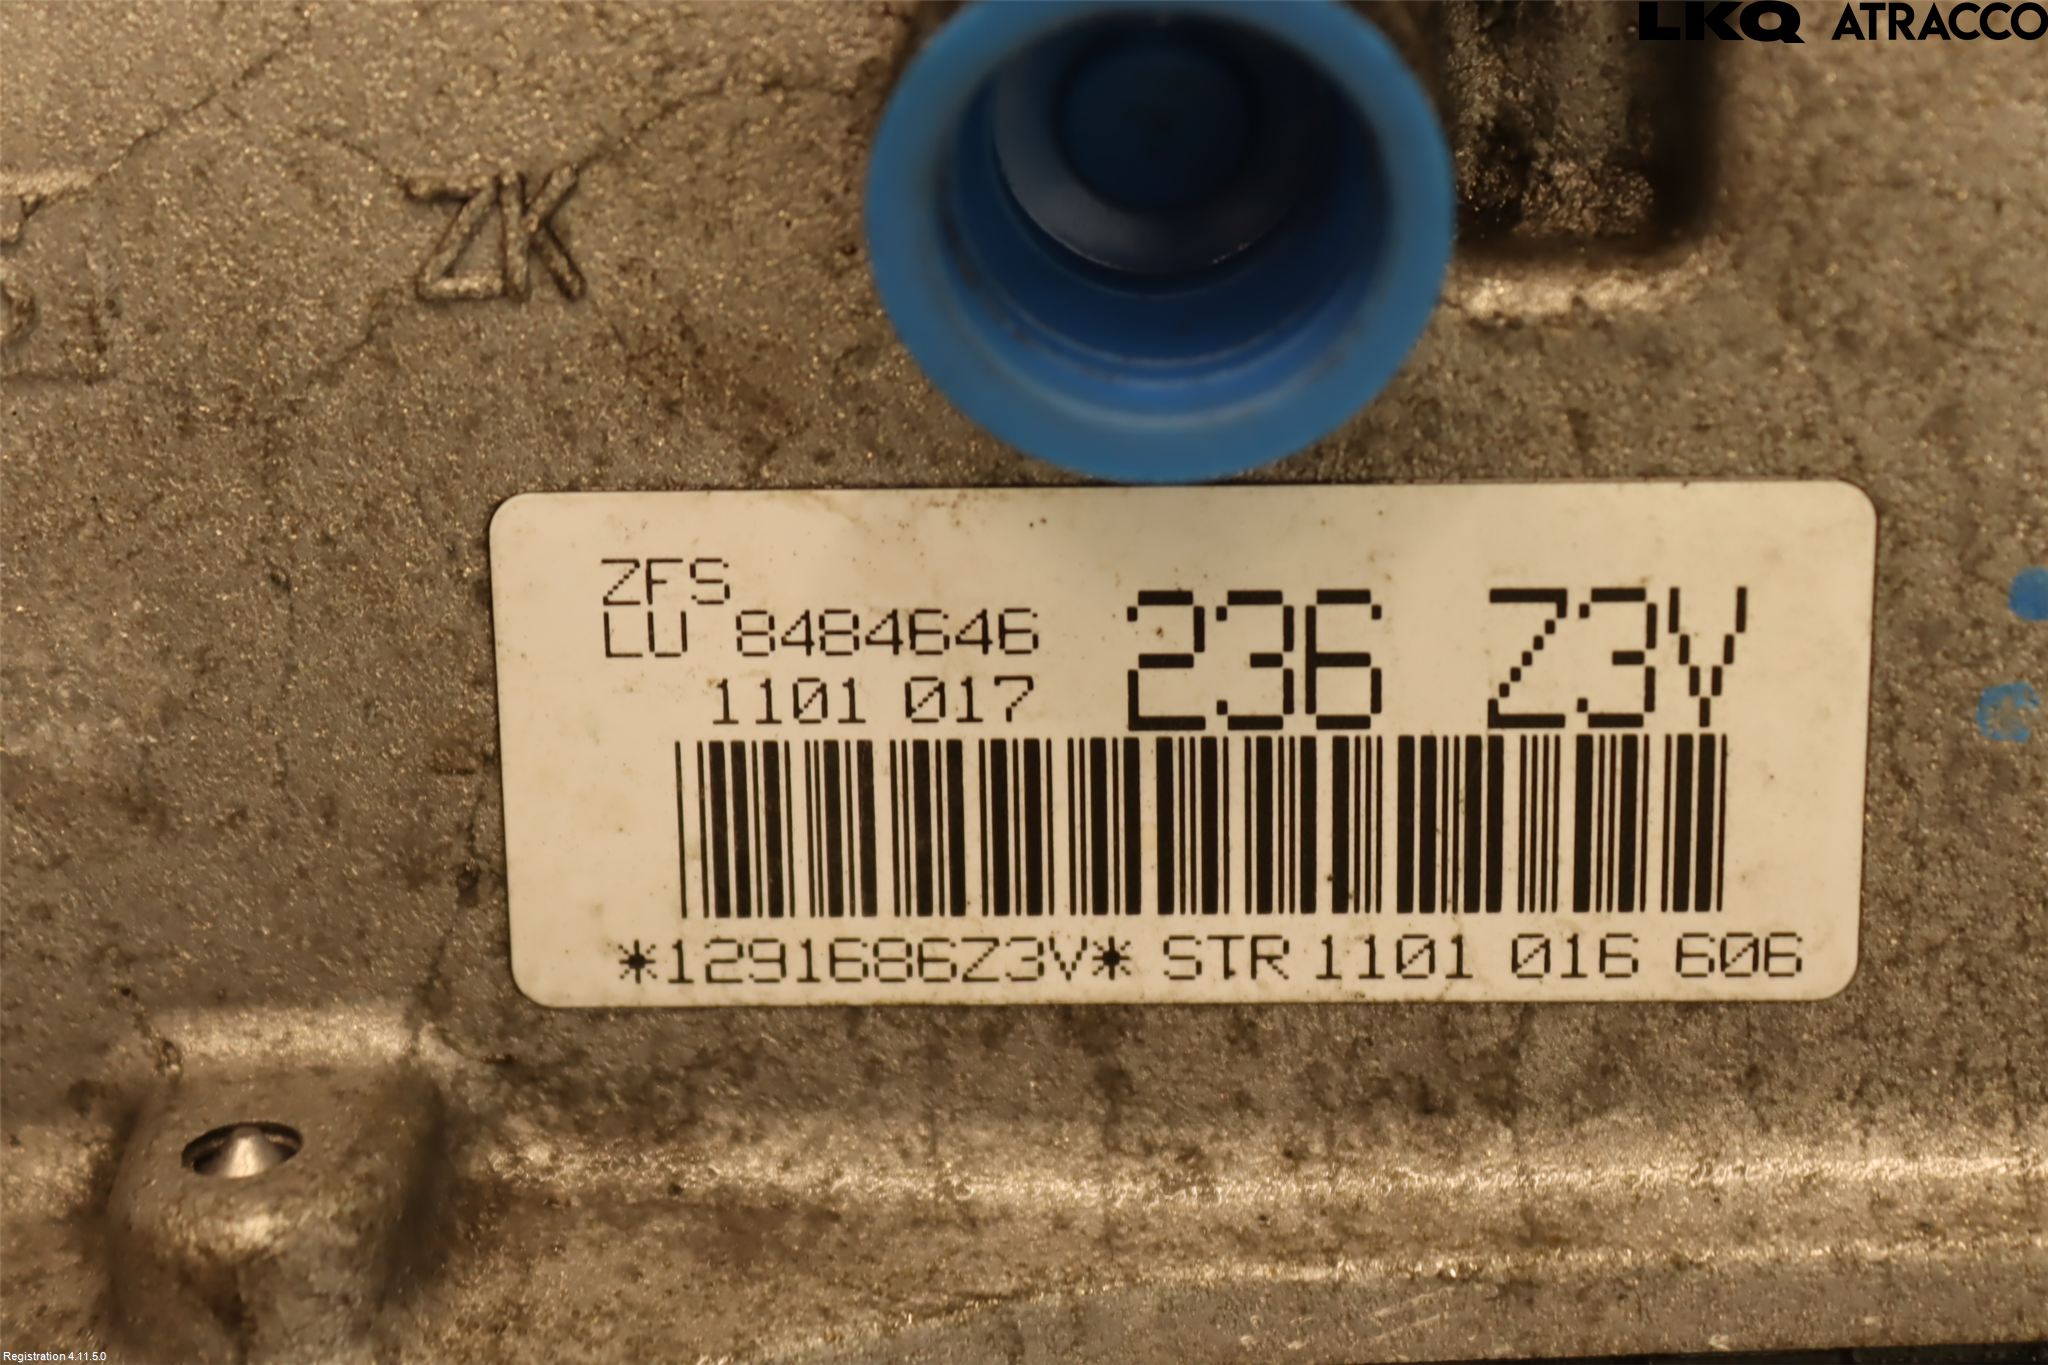 LKQ ATRACCO
ZK
ZFS
LU 8484646
1101 017
236 Z3V
*1291686Z3V* STR 1101 016 606
Registration 4.11.5.0